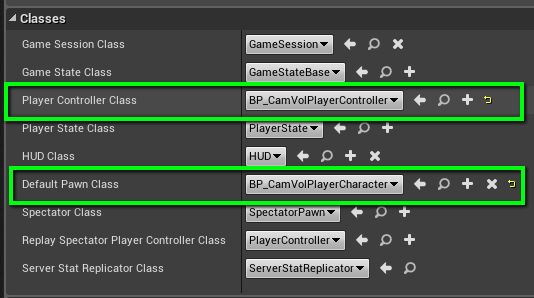 Classes
Game Session Class GameSession
Game State Class GameStateBase
Player Controller Class BP_CamVolPlayerController
Player State Class PlayerState
HUD Class HUD
Default Pawn Class BP_CamVolPlayerCharacter
Spectator Class SpectatorPawn
Replay Spectator Player Controller Class PlayerController
Server Stat Replicator Class ServerStatReplicator